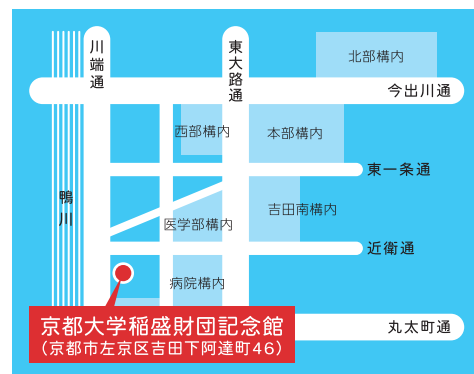 川端通
東大路通
北部構内
今出川通
西部構内
本部構内
東一条通
鴨川
吉田南構内
医学部構内
近衛通
病院構内
京都大学稲盛財団記念館
(京都市左京区吉田下阿達町46)
丸太町通